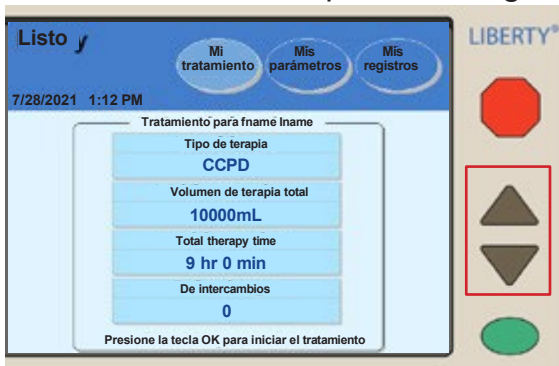 Listo y
LIBERTY®
Mi tratamiento
Mis parámetros
Mis registros
7/28/2021 1:12 PM
Tratamiento para fname lname
Tipo de terapia
CCPD
Volumen de terapia total
10000mL
Total therapy time
9 hr 0 min
De intercambios
0
Presione la tecla OK para iniciar el tratamiento